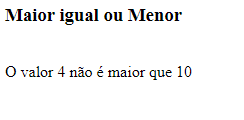 Maior igual ou Menor
O valor 4 não é maior que 10